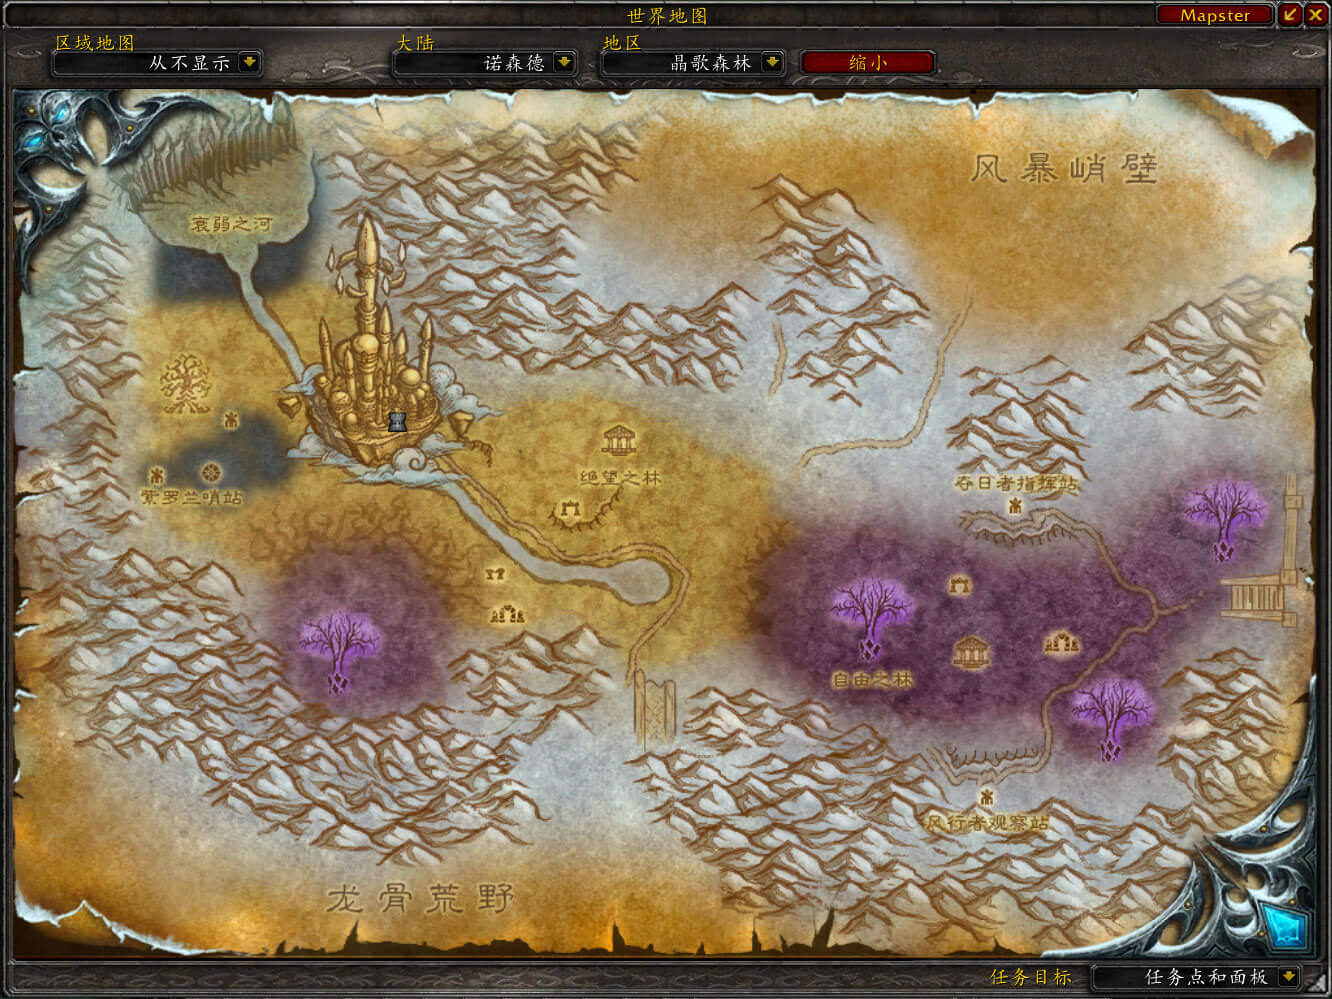 世界地图
Mapster
区域地图
大陆
地区
从不显示
诺森德
晶歌森林
缩小
风暴峭壁
衰弱之河
绝望之林
夺日者指挥站
紫罗兰哨站
自由之林
风行者观察站
龙骨荒野
任务目标
任务点和面板